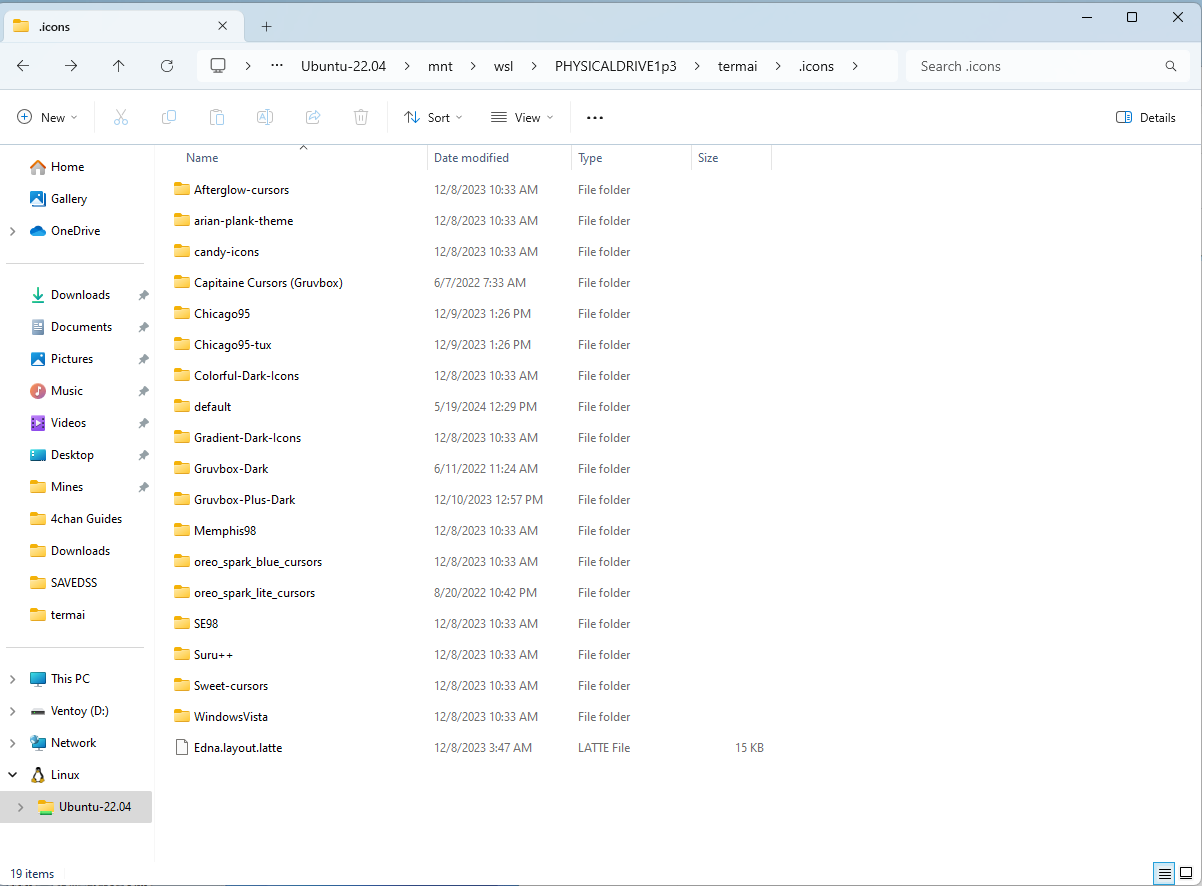 .icons
Ubuntu-22.04 mnt wsl PHYSICALDRIVE1p3 termai .icons
Search .icons
New Sort View Details
Name Date modified Type Size
Home
Gallery
OneDrive
Downloads
Documents
Pictures
Music
Videos
Desktop
Mines
4chan Guides
Downloads
SAVEDSS
termai
This PC
Ventoy (D:)
Network
Linux
Ubuntu-22.04
Afterglow-cursors 12/8/2023 10:33 AM File folder
arian-plank-theme 12/8/2023 10:33 AM File folder
candy-icons 12/8/2023 10:33 AM File folder
Capitaine Cursors (Gruvbox) 6/7/2022 7:33 AM File folder
Chicago95 12/9/2023 1:26 PM File folder
Chicago95-tux 12/9/2023 1:26 PM File folder
Colorful-Dark-Icons 12/8/2023 10:33 AM File folder
default 5/19/2024 12:29 PM File folder
Gradient-Dark-Icons 12/8/2023 10:33 AM File folder
Gruvbox-Dark 6/11/2022 11:24 AM File folder
Gruvbox-Plus-Dark 12/10/2023 12:57 PM File folder
Memphis98 12/8/2023 10:33 AM File folder
oreo_spark_blue_cursors 12/8/2023 10:33 AM File folder
oreo_spark_lite_cursors 8/20/2022 10:42 PM File folder
SE98 12/8/2023 10:33 AM File folder
Suru++ 12/8/2023 10:33 AM File folder
Sweet-cursors 12/8/2023 10:33 AM File folder
WindowsVista 12/8/2023 10:33 AM File folder
Edna.layout.latte 12/8/2023 3:47 AM LATTE File 15 KB
19 items